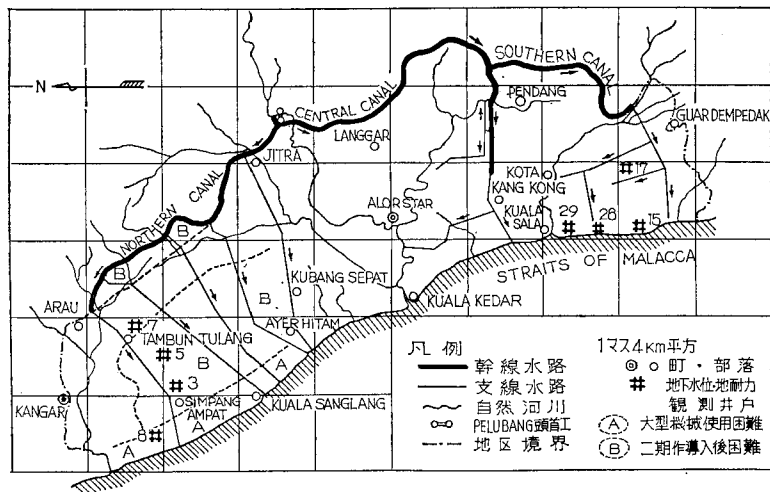 N
SOUTHERN CANAL
PENDANG
CENTRAL CANAL
GUAR DEMPEDAK
LANGGAR
JITRA
KOTA
KANG KONG
17
NORTHERN CANAL
ALOR STAR
KUALA
SALA
29
28
15
B
B
STRAITS OF MALACCA
KUBANG SEPAT
B
ARAU
KUALA KEDAR
7
TAMBUN TULANG
AYER HITAM
5
B
A
3
KANGAR
SIMPANG
AMPAT
KUALA SANGLANG
8
A
A
凡例
幹線水路
支線水路
自然河川
PELUBANG頭首工
地区境界
1マス4Km平方
町・部落
地下水位・地耐力
観測井戸
A 大型機械使用困難
B 二期作導入後困難